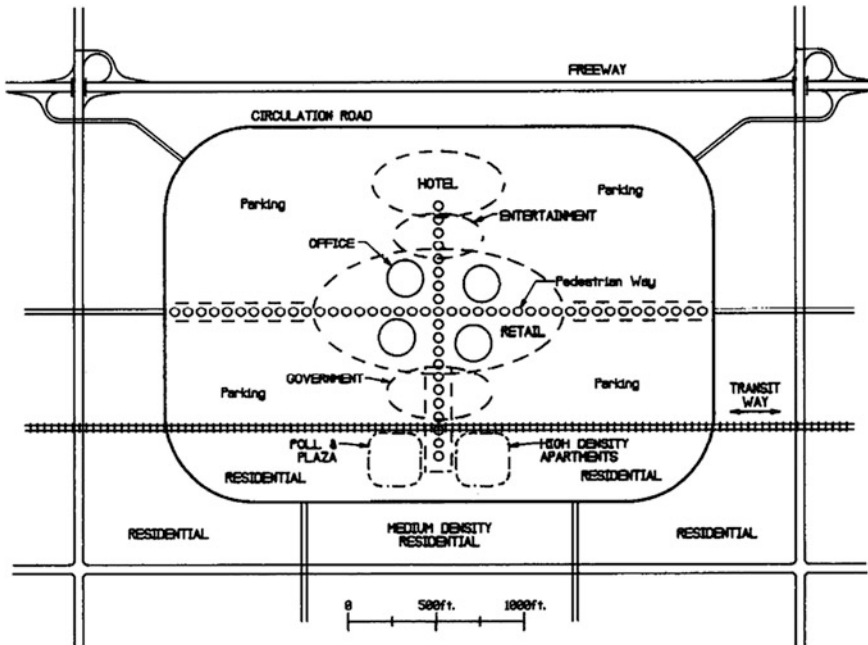 FREEWAY
CIRCULATION ROAD
HOTEL
Parking
Parking
ENTERTAINMENT
OFFICE
Pedestrian Way
RETAIL
GOVERNMENT
Parking
Parking
TRANSIT
WAY
POLL &
PLAZA
HIGH DENSITY
APARTMENTS
RESIDENTIAL
RESIDENTIAL
RESIDENTIAL
MEDIUM DENSITY
RESIDENTIAL
RESIDENTIAL
0
500ft.
1000ft.